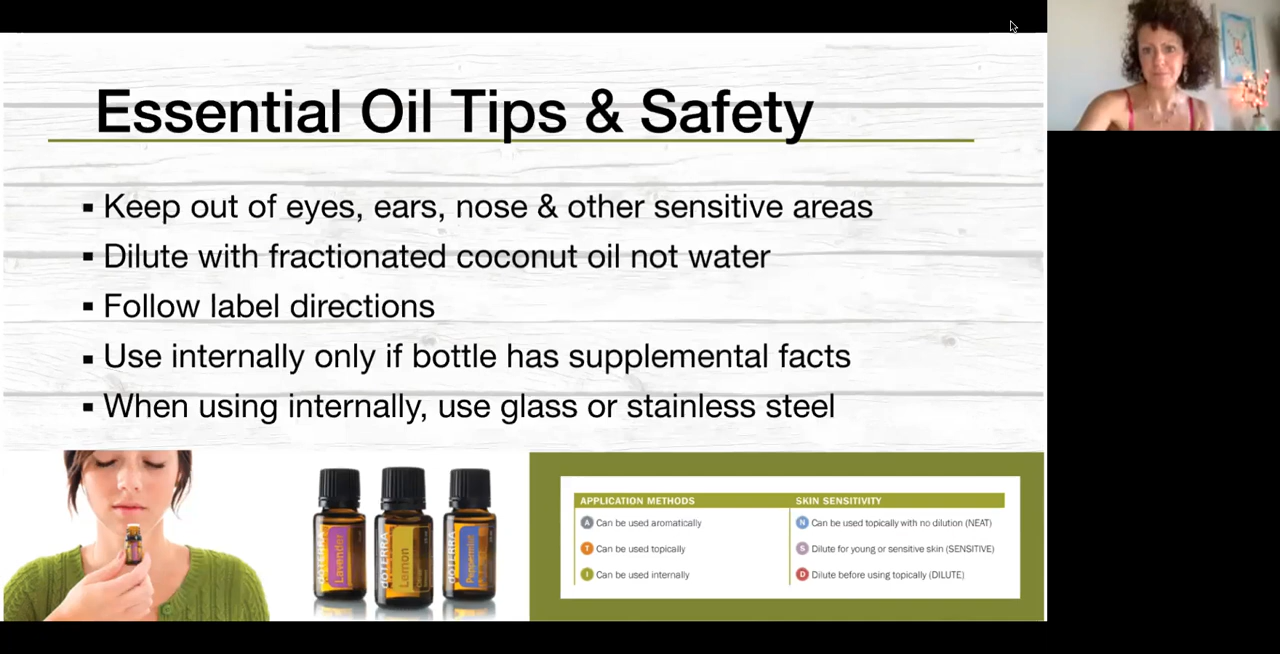 Essential Oil Tips & Safety
Keep out of eyes, ears, nose & other sensitive areas
Dilute with fractionated coconut oil not water
Follow label directions
Use internally only if bottle has supplemental facts
When using internally, use glass or stainless steel
dōTERRA Lavender
dōTERRA Lemon
dōTERRA Peppermint
APPLICATION METHODS
A Can be used aromatically
T Can be used topically
I Can be used internally
SKIN SENSITIVITY
N Can be used topically with no dilution (NEAT)
S Dilute for young or sensitive skin (SENSITIVE)
D Dilute before using topically (DILUTE)